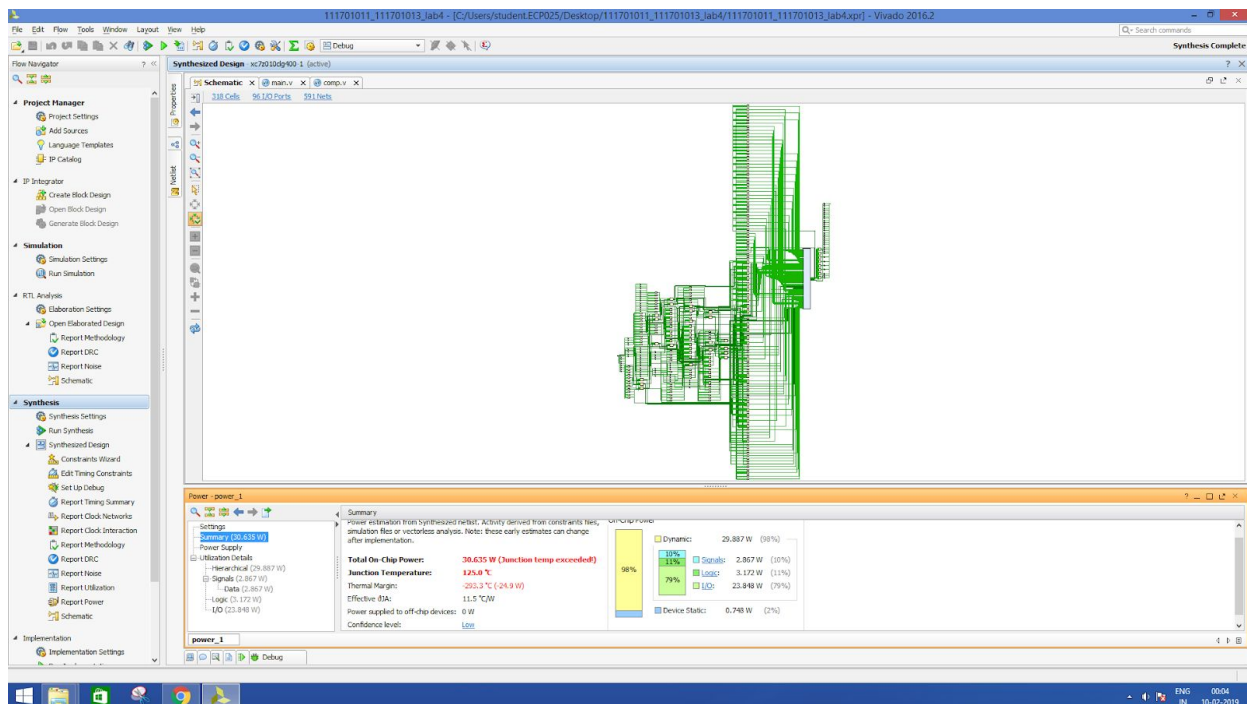 111701011_111701013_lab4 - [C:/Users/student.ECP025/Desktop/111701011_111701013_lab4/111701011_111701013_lab4.xpr] - Vivado 2016.2
File Edit Flow Tools Window Layout View Help
Search commands
Debug
Synthesis Complete
Flow Navigator
Synthesized Design - xc7z010clg400-1 (active)
Schematic
man.v
comp.v
318 Cells 96 I/O Ports 591 Nets
Properties
Netlist
Project Manager
Project Settings
Add Sources
Language Templates
IP Catalog
IP Integrator
Create Block Design
Open Block Design
Generate Block Design
Simulation
Simulation Settings
Run Simulation
RTL Analysis
Elaboration Settings
Open Elaborated Design
Report Methodology
Report DRC
Report Noise
Schematic
Synthesis
Synthesis Settings
Run Synthesis
Synthesized Design
Constraints Wizard
Edit Timing Constraints
Set Up Debug
Report Timing Summary
Report Clock Networks
Report Clock Interaction
Report Methodology
Report DRC
Report Noise
Report Utilization
Report Power
Schematic
Implementation
Implementation Settings
Power - power_1
Settings
Summary (30.635 W)
Power Supply
Utilization Details
Hierarchical (29.887 W)
Signals (2.867 W)
Data (2.867 W)
Logic (3.172 W)
I/O (23.848 W)
Summary
Power estimation from Synthesized netlist. Activity derived from constraints files,
simulation files or vectorless analysis. Note: these early estimates can change
after implementation.
Total On-Chip Power: 30.635 W (Junction temp exceeded!)
Junction Temperature: 125.0 °C
Thermal Margin: -293.3 °C (-24.9 W)
Effective θJA: 11.5 °C/W
Power supplied to off-chip devices: 0 W
Confidence level: Low
On-Chip Power
Dynamic: 29.887 W (98%)
98%
10% Signals: 2.867 W (10%)
11% Logic: 3.172 W (11%)
79% I/O: 23.848 W (79%)
Device Static: 0.748 W (2%)
power_1
Debug
ENG 00:04
IN 10-02-2019